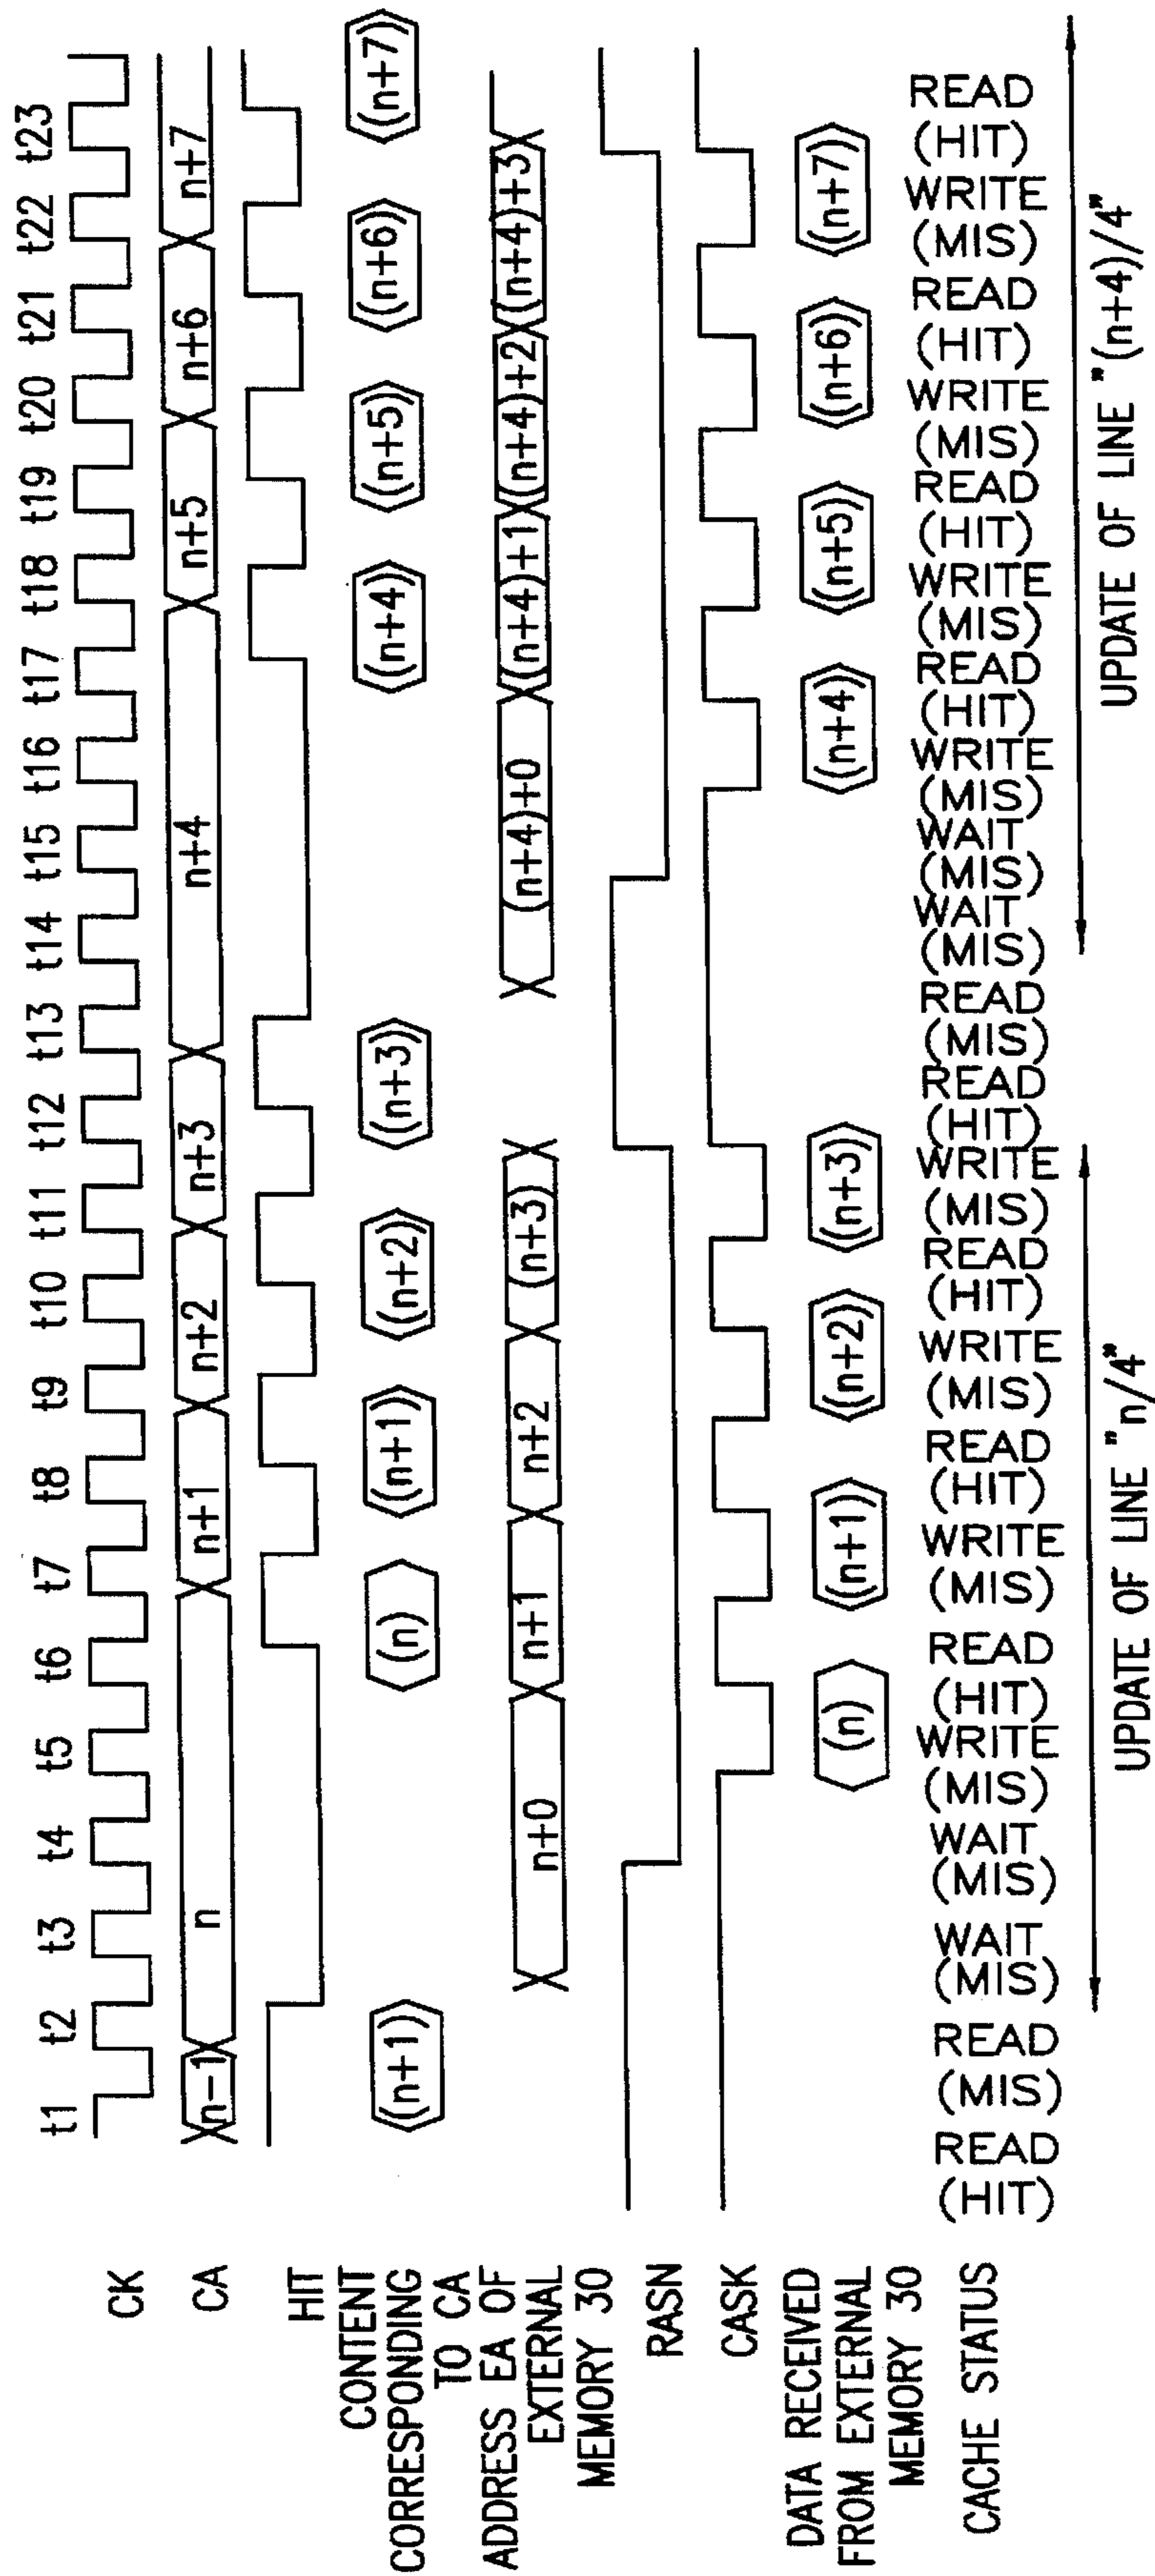 t1 t2 t3 t4 t5 t6 t7 t8 t9 t10 t11 t12 t13 t14 t15 t16 t17 t18 t19 t20 t21 t22 t23
CK
CA
n-1 n n+1 n+2 n+3 n+4 n+5 n+6 n+7
HIT
CONTENT
CORRESPONDING
TO CA
(n+1) (n) (n+1) (n+2) (n+3) (n+4) (n+5) (n+6) (n+7)
ADDRESS EA OF
EXTERNAL
MEMORY 30
n+0 n+1 n+2 (n+3) (n+4)+0 (n+4)+1 (n+4)+2 (n+4)+3
RASN
CASK
DATA RECEIVED
FROM EXTERNAL
MEMORY 30
(n) (n+1) (n+2) (n+3) (n+4) (n+5) (n+6) (n+7)
CACHE STATUS
READ READ WAIT WAIT WRITE READ WRITE READ WRITE READ WRITE READ READ WAIT WAIT WRITE READ WRITE READ WRITE READ WRITE READ
(HIT) (MIS) (MIS) (MIS) (MIS) (HIT) (MIS) (HIT) (MIS) (HIT) (MIS) (HIT) (MIS) (MIS) (MIS) (MIS) (HIT) (MIS) (HIT) (MIS) (HIT) (MIS) (HIT)
UPDATE OF LINE "n/4" UPDATE OF LINE "(n+4)/4"